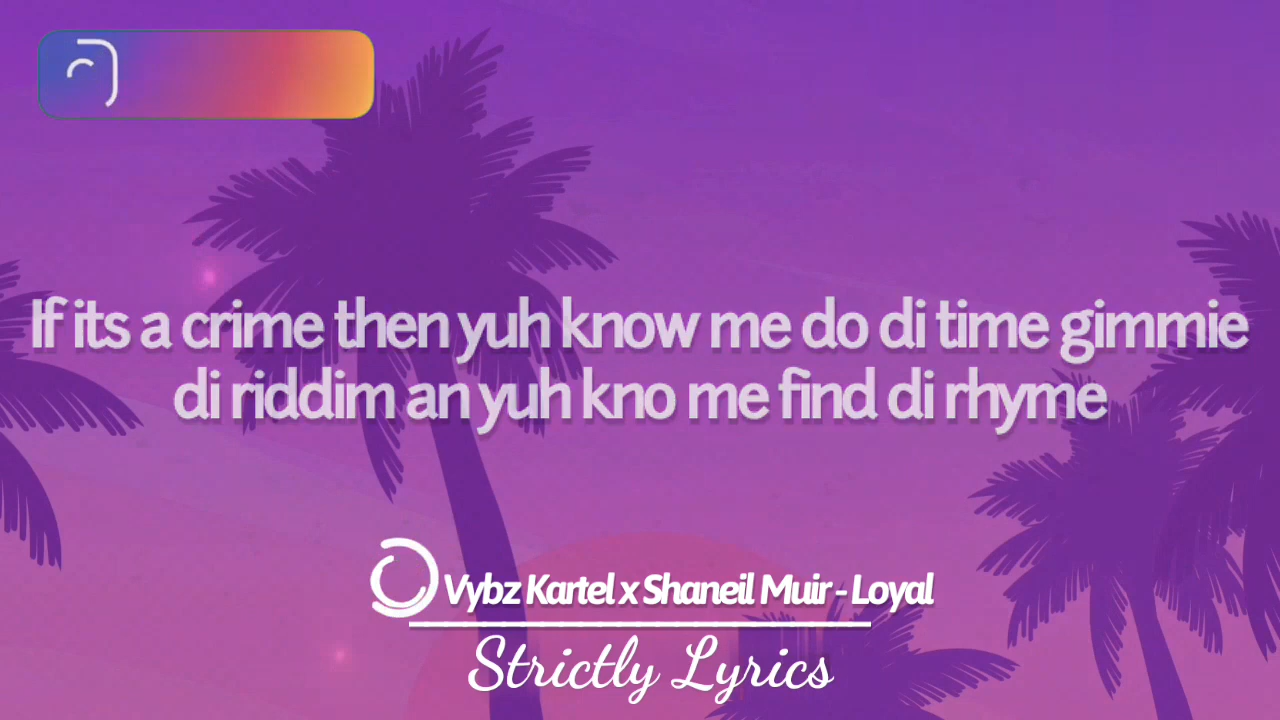 If its a crime then yuh know me do di time gimmie
di riddim an yuh kno me find di rhyme
Vybz Kartel x Shaneil Muir - Loyal
Strictly Lyrics